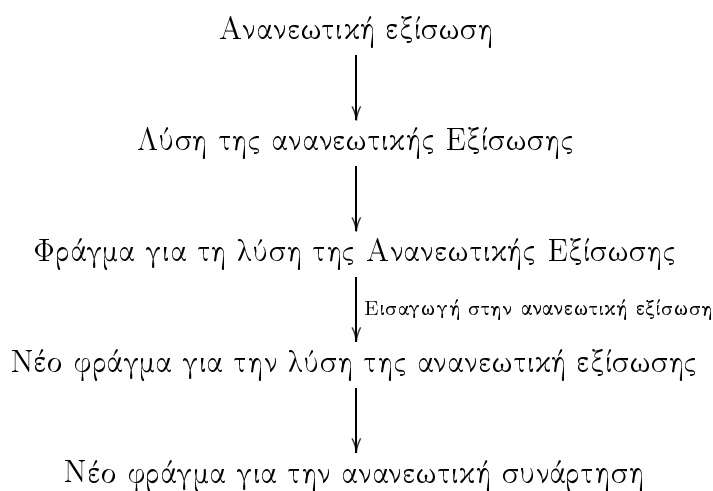 Ανανεωτική εξίσωση
Λύση της ανανεωτικής Εξίσωσης
Φράγμα για τη λύση της Ανανεωτικής Εξίσωσης
Εισαγωγή στην ανανεωτική εξίσωση
Νέο φράγμα για την λύση της ανανεωτική εξίσωσης
Νέο φράγμα για την ανανεωτική συνάρτηση